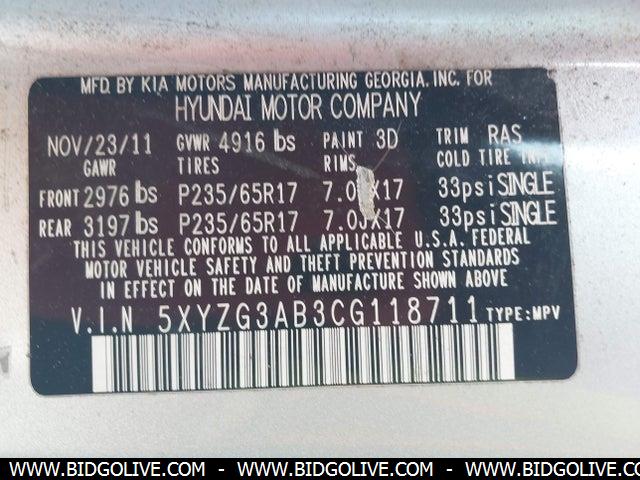 MFD. BY KIA MOTORS MANUFACTURING GEORGIA, INC. FOR
HYUNDAI MOTOR COMPANY
NOV/23/11 GVWR 4916 lbs PAINT 3D TRIM RAS
GAWR TIRES RIMS COLD TIRE
FRONT 2976 lbs P235/65R17 33psi SINGLE
REAR 3197 lbs P235/65R17 33psi SINGLE
THIS VEHICLE CONFORMS TO ALL APPLICABLE U.S.A. FEDERAL
MOTOR VEHICLE SAFETY AND THEFT PREVENTION STANDARDS
IN EFFECT ON THE DATE OF MANUFACTURE SHOWN ABOVE.
V.I.N 5XYZG3AB3CG118711 TYPE:MPV
WWW.BIDGOLIVE.COM - WWW.BIDGOLIVE.COM - WWW.BIDGOLIVE.COM